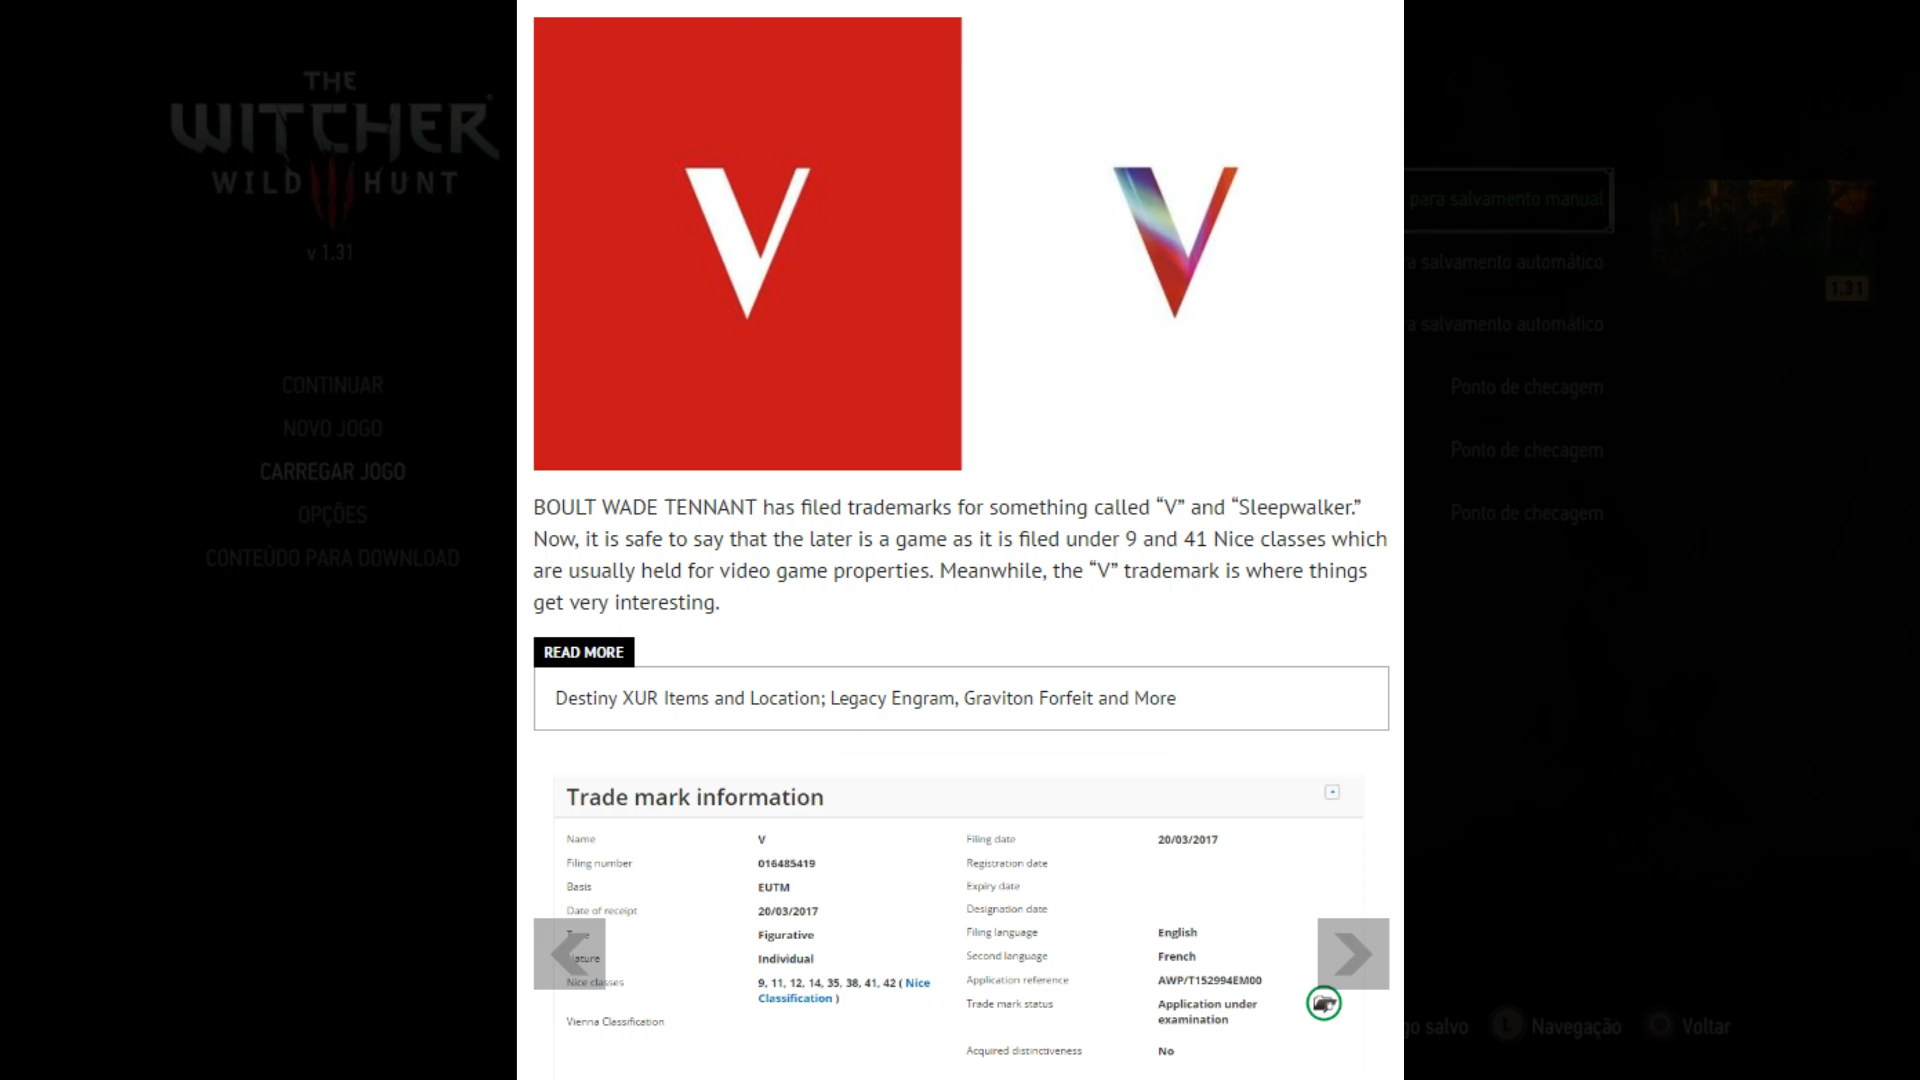 THE
WITCHER
WILD HUNT
v 1.31
CONTINUAR
NOVO JOGO
CARREGAR JOGO
OPÇÕES
CONTEÚDO PARA DOWNLOAD
V
V
BOULT WADE TENNANT has filed trademarks for something called “V” and “Sleepwalker.”
Now, it is safe to say that the later is a game as it is filed under 9 and 41 Nice classes which
are usually held for video game properties. Meanwhile, the “V” trademark is where things
get very interesting.
READ MORE
Destiny XUR Items and Location; Legacy Engram, Graviton Forfeit and More
Trade mark information
Name V
Filing number 016485419
Basis EUTM
Date of receipt 20/03/2017
Figurative
Individual
Nice classes 9, 11, 12, 14, 35, 38, 41, 42 ( Nice
Classification )
Vienna Classification
Filing date 20/03/2017
Registration date
Expiry date
Designation date
Filing language English
Second language French
Application reference AWP/T152994EM00
Trade mark status Application under
examination
Acquired distinctiveness No
para salvamento manual
salvamento automático
1.31
salvamento automático
Ponto de checagem
Ponto de checagem
Ponto de checagem
salvo L Navegação Voltar